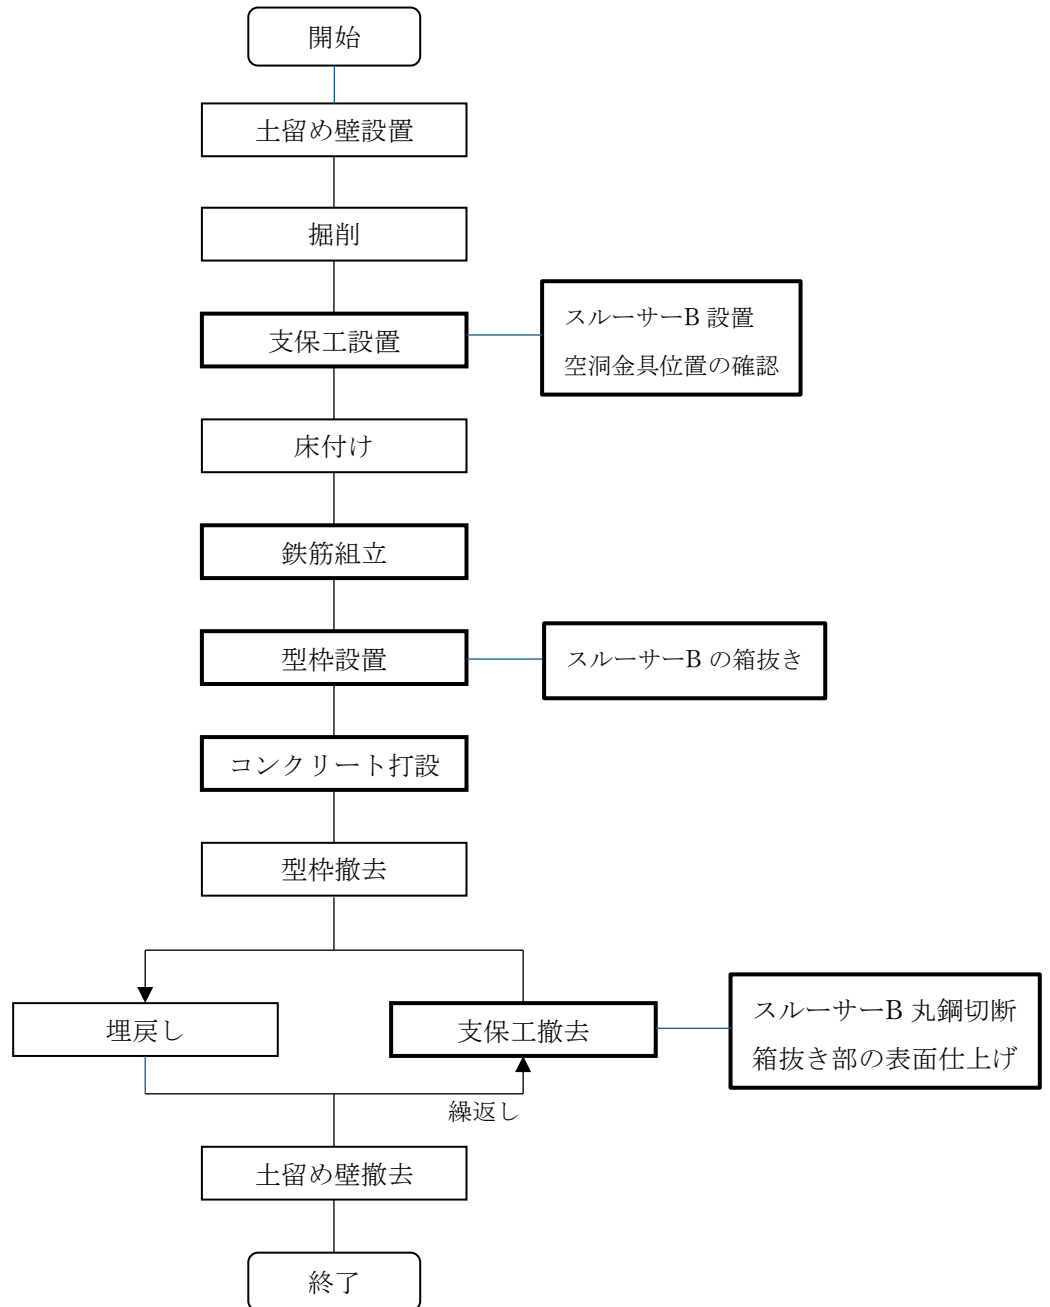 開始
土留め壁設置
掘削
支保工設置
スルーサーB 設置
空洞金具位置の確認
床付け
鉄筋組立
型枠設置
スルーサーB の箱抜き
コンクリート打設
型枠撤去
埋戻し
支保工撤去
スルーサーB 丸鋼切断
箱抜き部の表面仕上げ
繰返し
土留め壁撤去
終了